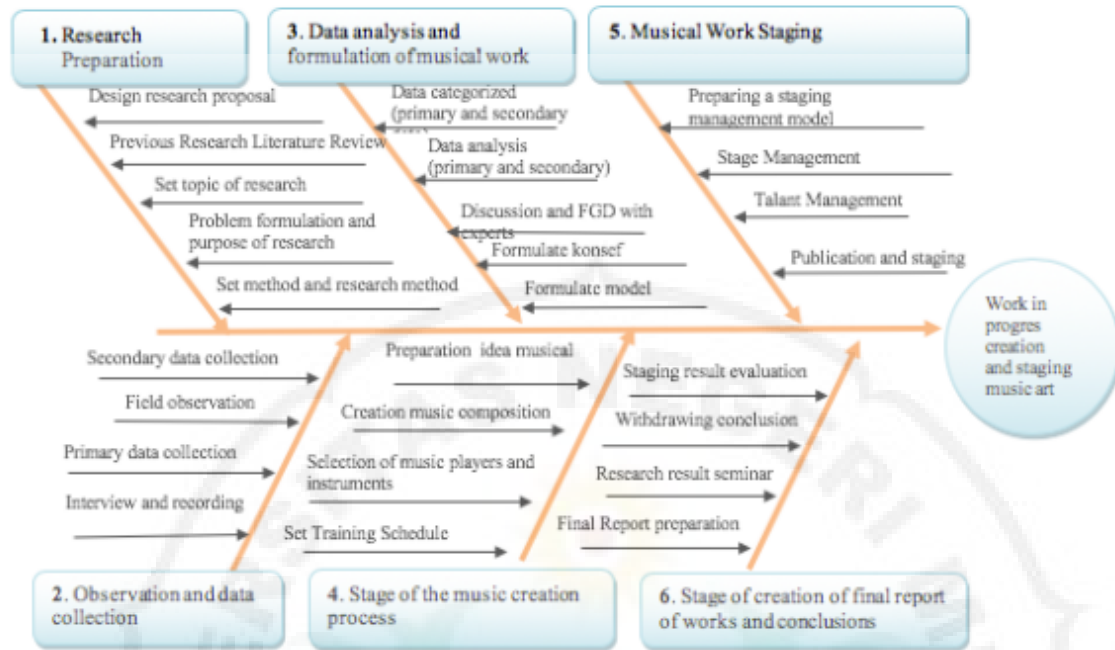 1. Research
Preparation
Design research proposal
Previous Research Literature Review
Set topic of research
Problem formulation and
purpose of research
Set method and research method
3. Data analysis and
formulation of musical work
Data categorized
(primary and secondary
Data analysis
(primary and secondary)
Discussion and FGD with
experts
Formulate konsef
Formulate model
5. Musical Work Staging
Preparing a staging
management model
Stage Management
Talant Management
Publication and staging
Work in
progres
creation
and staging
music art
Secondary data collection
Field observation
Primary data collection
Interview and recording
2. Observation and data
collection
Preparation idea musical
Creation music composition
Selection of music players and
instruments
Set Training Schedule
4. Stage of the music creation
process
Staging result evaluation
Withdrawing conclusion
Research result seminar
Final Report preparation
6. Stage of creation of final report
of works and conclusions